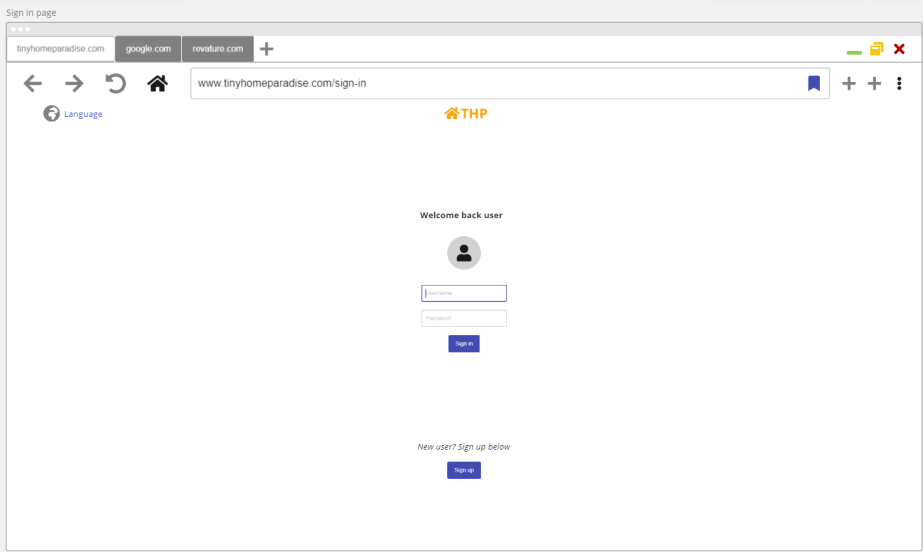 Sign in page
tinyhomeparadise.com google.com revature.com
www.tinyhomeparadise.com/sign-in
Language THP
Welcome back user
Username
Password
Sign in
New user? Sign up below
Sign up